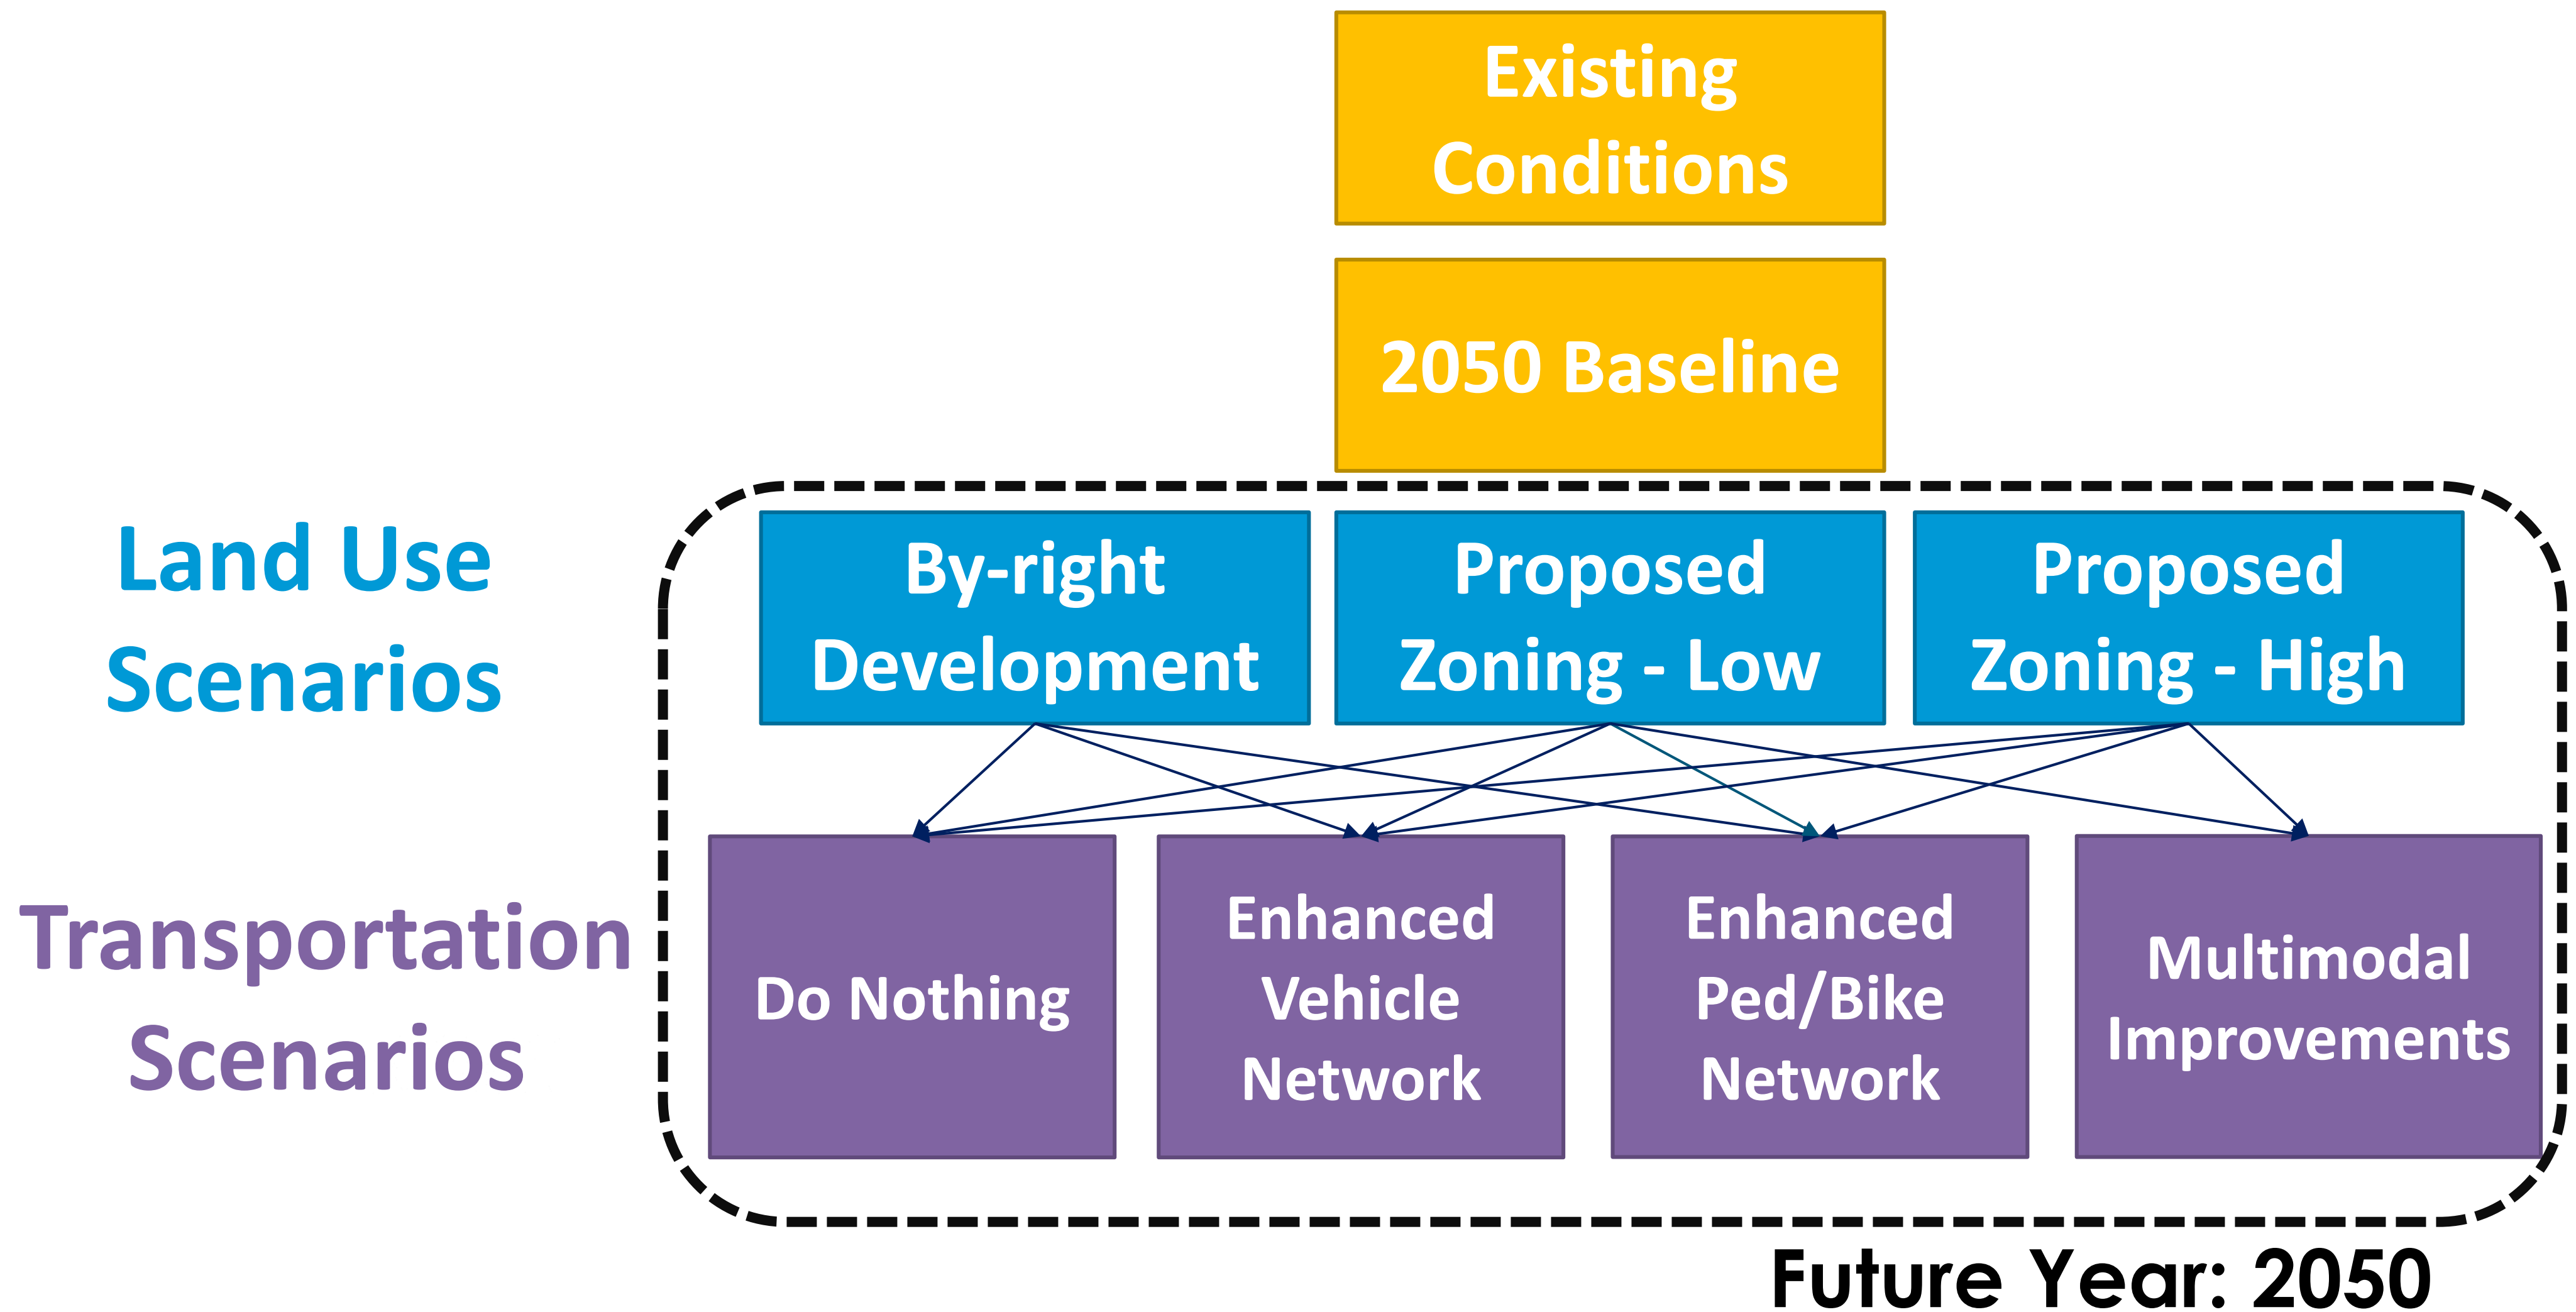 Existing
Conditions
2050 Baseline
Land Use
Scenarios
By-right
Development
Proposed
Zoning - Low
Proposed
Zoning - High
Transportation
Scenarios
Do Nothing
Enhanced
Vehicle
Network
Enhanced
Ped/Bike
Network
Multimodal
Improvements
Future Year: 2050